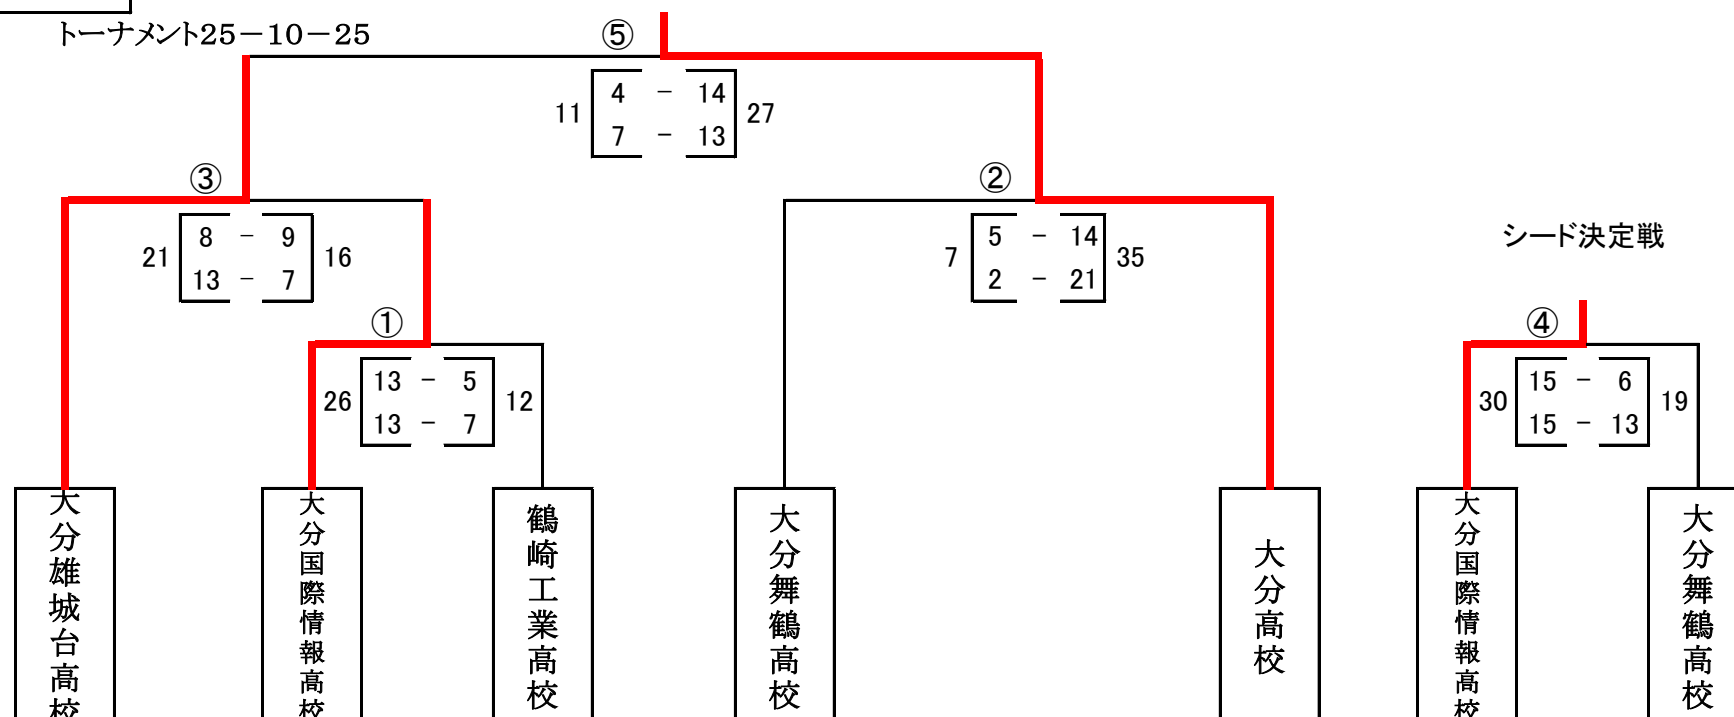 トーナメント25−10−25
⑤
4 － 14
11 27
7 － 13
③
②
8 － 9
21 16
13 － 7
5 － 14
7 35
2 － 21
シード決定戦
①
④
13 － 5
26 12
13 － 7
15 － 6
30 19
15 － 13
大分雄城台高校
大分国際情報高校
鶴崎工業高校
大分舞鶴高校
大分高校
大分国際情報高校
大分舞鶴高校